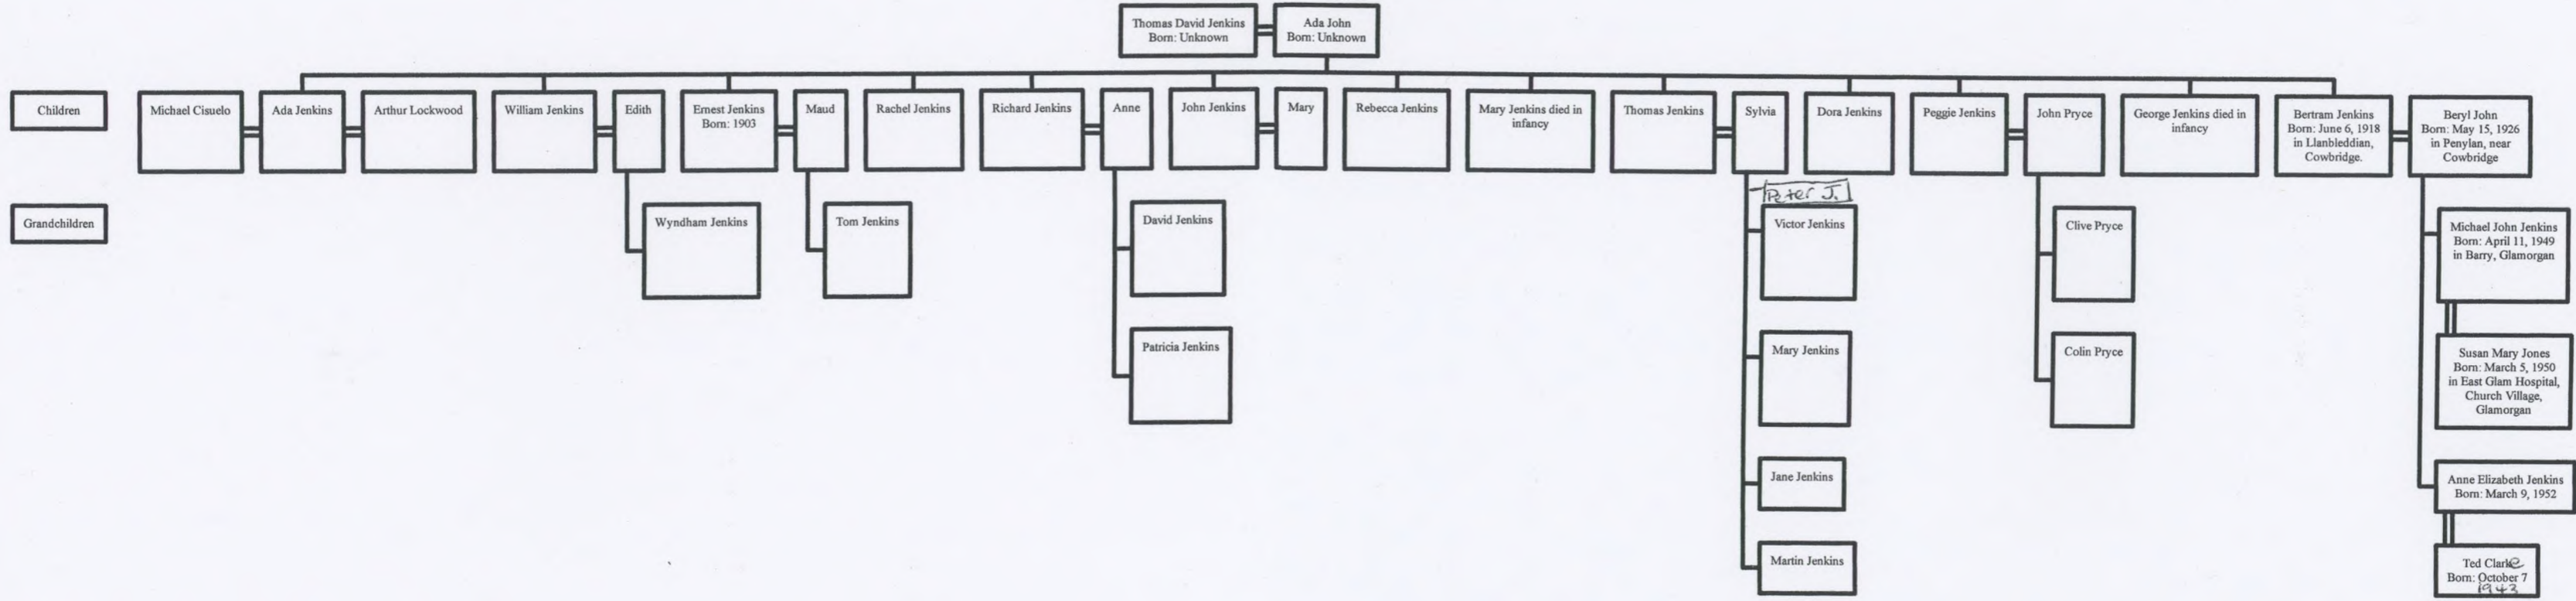 Thomas David Jenkins
Born: Unknown
Ada John
Born: Unknown
Children
Michael Cisuelo
Ada Jenkins
Arthur Lockwood
William Jenkins
Edith
Ernest Jenkins
Born: 1903
Maud
Rachel Jenkins
Richard Jenkins
Anne
John Jenkins
Mary
Rebecca Jenkins
Mary Jenkins died in
infancy
Thomas Jenkins
Sylvia
Dora Jenkins
Peggie Jenkins
John Pryce
George Jenkins died in
infancy
Bertram Jenkins
Born: June 6, 1918
in Llanbleddian,
Cowbridge.
Beryl John
Born: May 15, 1926
in Penylan, near
Cowbridge
Grandchildren
Wyndham Jenkins
Tom Jenkins
David Jenkins
Patricia Jenkins
Peter J.
Victor Jenkins
Mary Jenkins
Jane Jenkins
Martin Jenkins
Clive Pryce
Colin Pryce
Michael John Jenkins
Born: April 11, 1949
in Barry, Glamorgan
Susan Mary Jones
Born: March 5, 1950
in East Glam Hospital,
Church Village,
Glamorgan
Anne Elizabeth Jenkins
Born: March 9, 1952
Ted Clarke
Born: October 7
1943